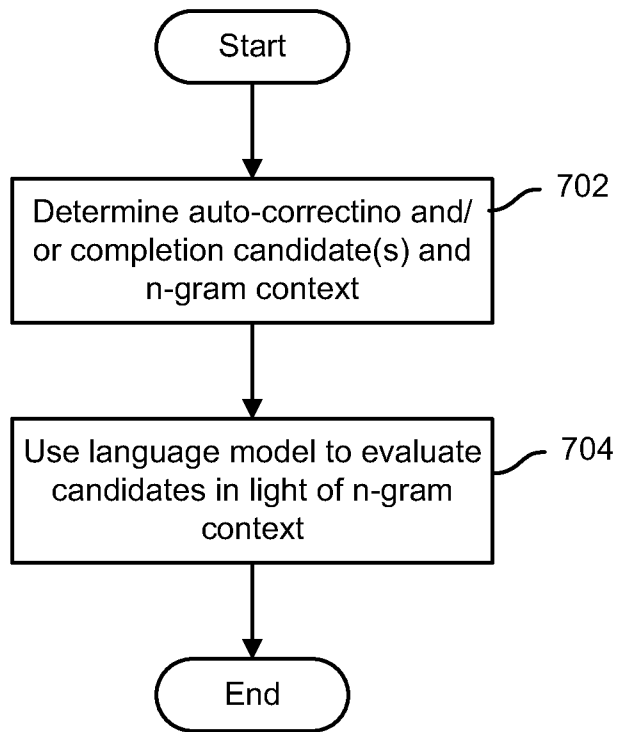 Start
702
Determine auto-correctino and/
or completion candidate(s) and
n-gram context
704
Use language model to evaluate
candidates in light of n-gram
context
End